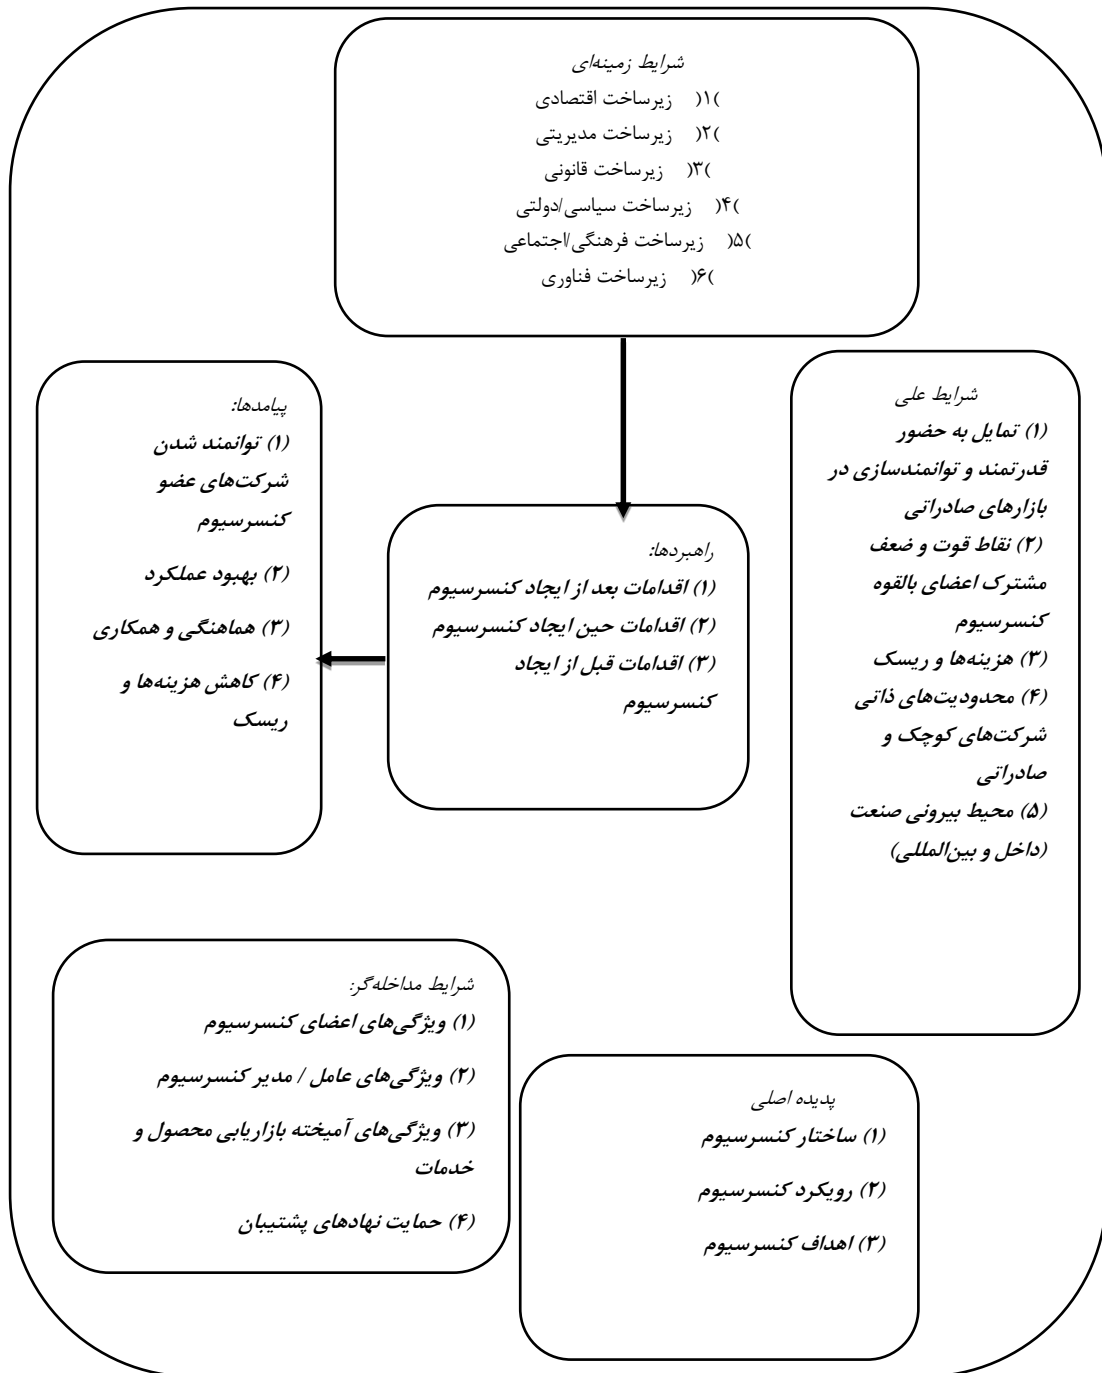 شرایط زمینه‌ای
)۱( زیرساخت اقتصادی
)۲( زیرساخت مدیریتی
)۳( زیرساخت قانونی
)۴( زیرساخت سیاسی/دولتی
)۵( زیرساخت فرهنگی/اجتماعی
)۶( زیرساخت فناوری
شرایط علی
(۱) تمایل به حضور
قدرتمند و توانمندسازی در
بازارهای صادراتی
(۲) نقاط قوت و ضعف
مشترک اعضای بالقوه
کنسرسیوم
(۳) هزینه‌ها و ریسک
(۴) محدودیت‌های ذاتی
شرکت‌های کوچک و
صادراتی
(۵) محیط بیرونی صنعت
(داخل و بین‌المللی)
راهبردها:
(۱) اقدامات بعد از ایجاد کنسرسیوم
(۲) اقدامات حین ایجاد کنسرسیوم
(۳) اقدامات قبل از ایجاد
کنسرسیوم
پیامدها:
(۱) توانمند شدن
شرکت‌های عضو
کنسرسیوم
(۲) بهبود عملکرد
(۳) هماهنگی و همکاری
(۴) کاهش هزینه‌ها و
ریسک
پدیده اصلی
(۱) ساختار کنسرسیوم
(۲) رویکرد کنسرسیوم
(۳) اهداف کنسرسیوم
شرایط مداخله‌گر:
(۱) ویژگی‌های اعضای کنسرسیوم
(۲) ویژگی‌های عامل / مدیر کنسرسیوم
(۳) ویژگی‌های آمیخته بازاریابی محصول و
خدمات
(۴) حمایت نهادهای پشتیبان